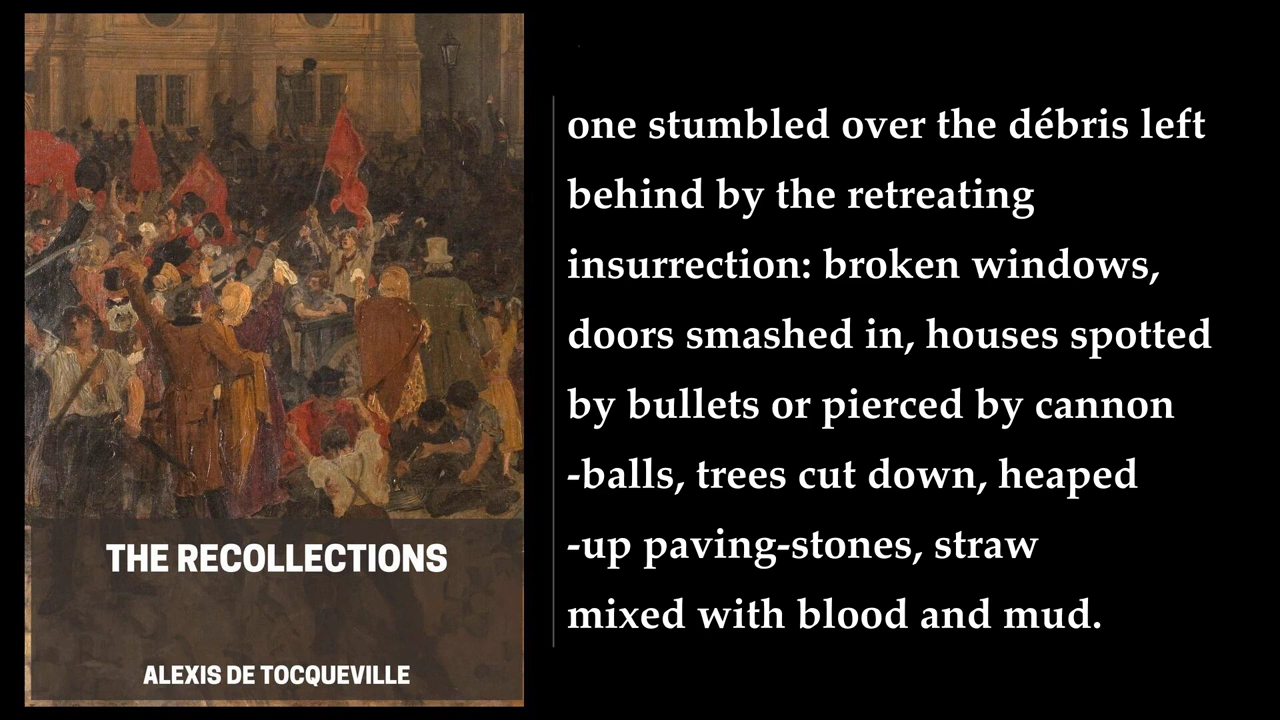 THE RECOLLECTIONS
ALEXIS DE TOCQUEVILLE
one stumbled over the débris left
behind by the retreating
insurrection: broken windows,
doors smashed in, houses spotted
by bullets or pierced by cannon
-balls, trees cut down, heaped
-up paving-stones, straw
mixed with blood and mud.